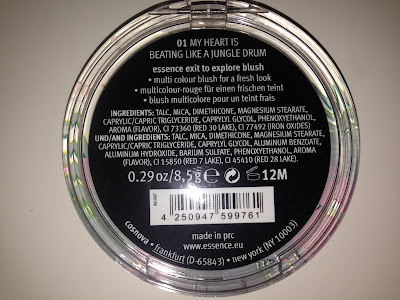 01 MY HEART IS
BEATING LIKE A JUNGLE DRUM
essence exit to explore blush
• multi colour blush for a fresh look
• multicolour-rouge für einen frischen teint
• blush multicolore pour un teint frais
INGREDIENTS: TALC, MICA, DIMETHICONE, MAGNESIUM STEARATE,
CAPRYLIC/CAPRIC TRIGLYCERIDE, CAPRYLYL GLYCOL, PHENOXYETHANOL,
AROMA (FLAVOR), CI 73360 (RED 30 LAKE), CI 77492 (IRON OXIDES)
UND/AND INGREDIENTS: TALC, MICA, DIMETHICONE, MAGNESIUM STEARATE,
CAPRYLIC/CAPRIC TRIGLYCERIDE, CAPRYLYL GLYCOL, ALUMINUM BENZOATE,
ALUMINUM HYDROXIDE, BARIUM SULFATE, PHENOXYETHANOL, AROMA
(FLAVOR), CI 15850 (RED 7 LAKE), CI 45410 (RED 28 LAKE).
0.29 oz/8,5g 12M
4 250947 599761
made in prc
www.essence.eu
cosnova • frankfurt (D-65843) • new york (NY 10003)